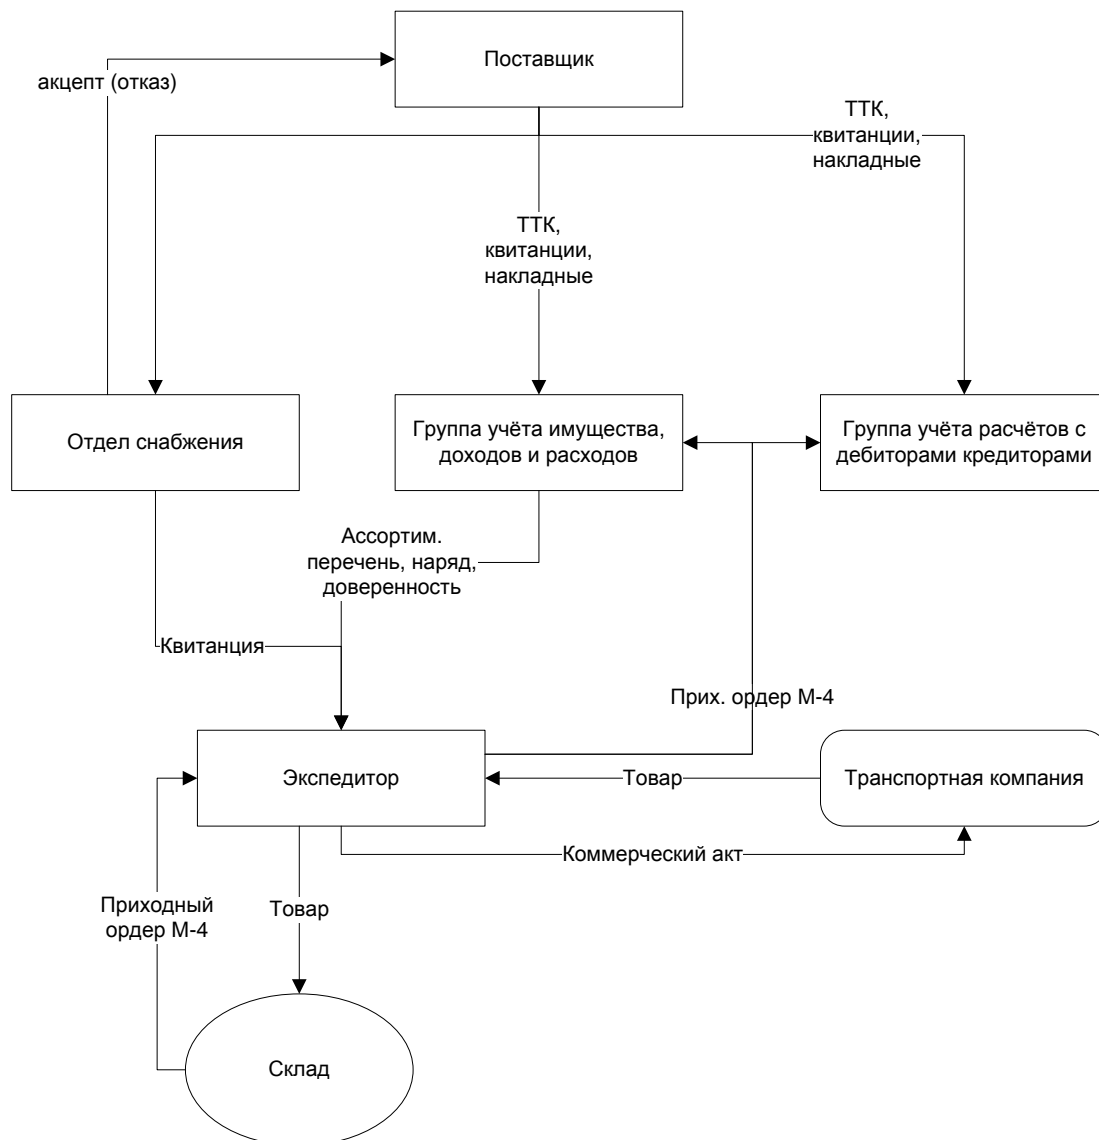 Поставщик
акцепт (отказ)
ТТК,
квитанции,
накладные
ТТК,
квитанции,
накладные
Отдел снабжения
Группа учёта имущества,
доходов и расходов
Группа учёта расчётов с
дебиторами кредиторами
Ассортим.
перечень, наряд,
доверенность
Квитанция
Прих. ордер М-4
Экспедитор
Товар
Транспортная компания
Коммерческий акт
Приходный
ордер М-4
Товар
Склад